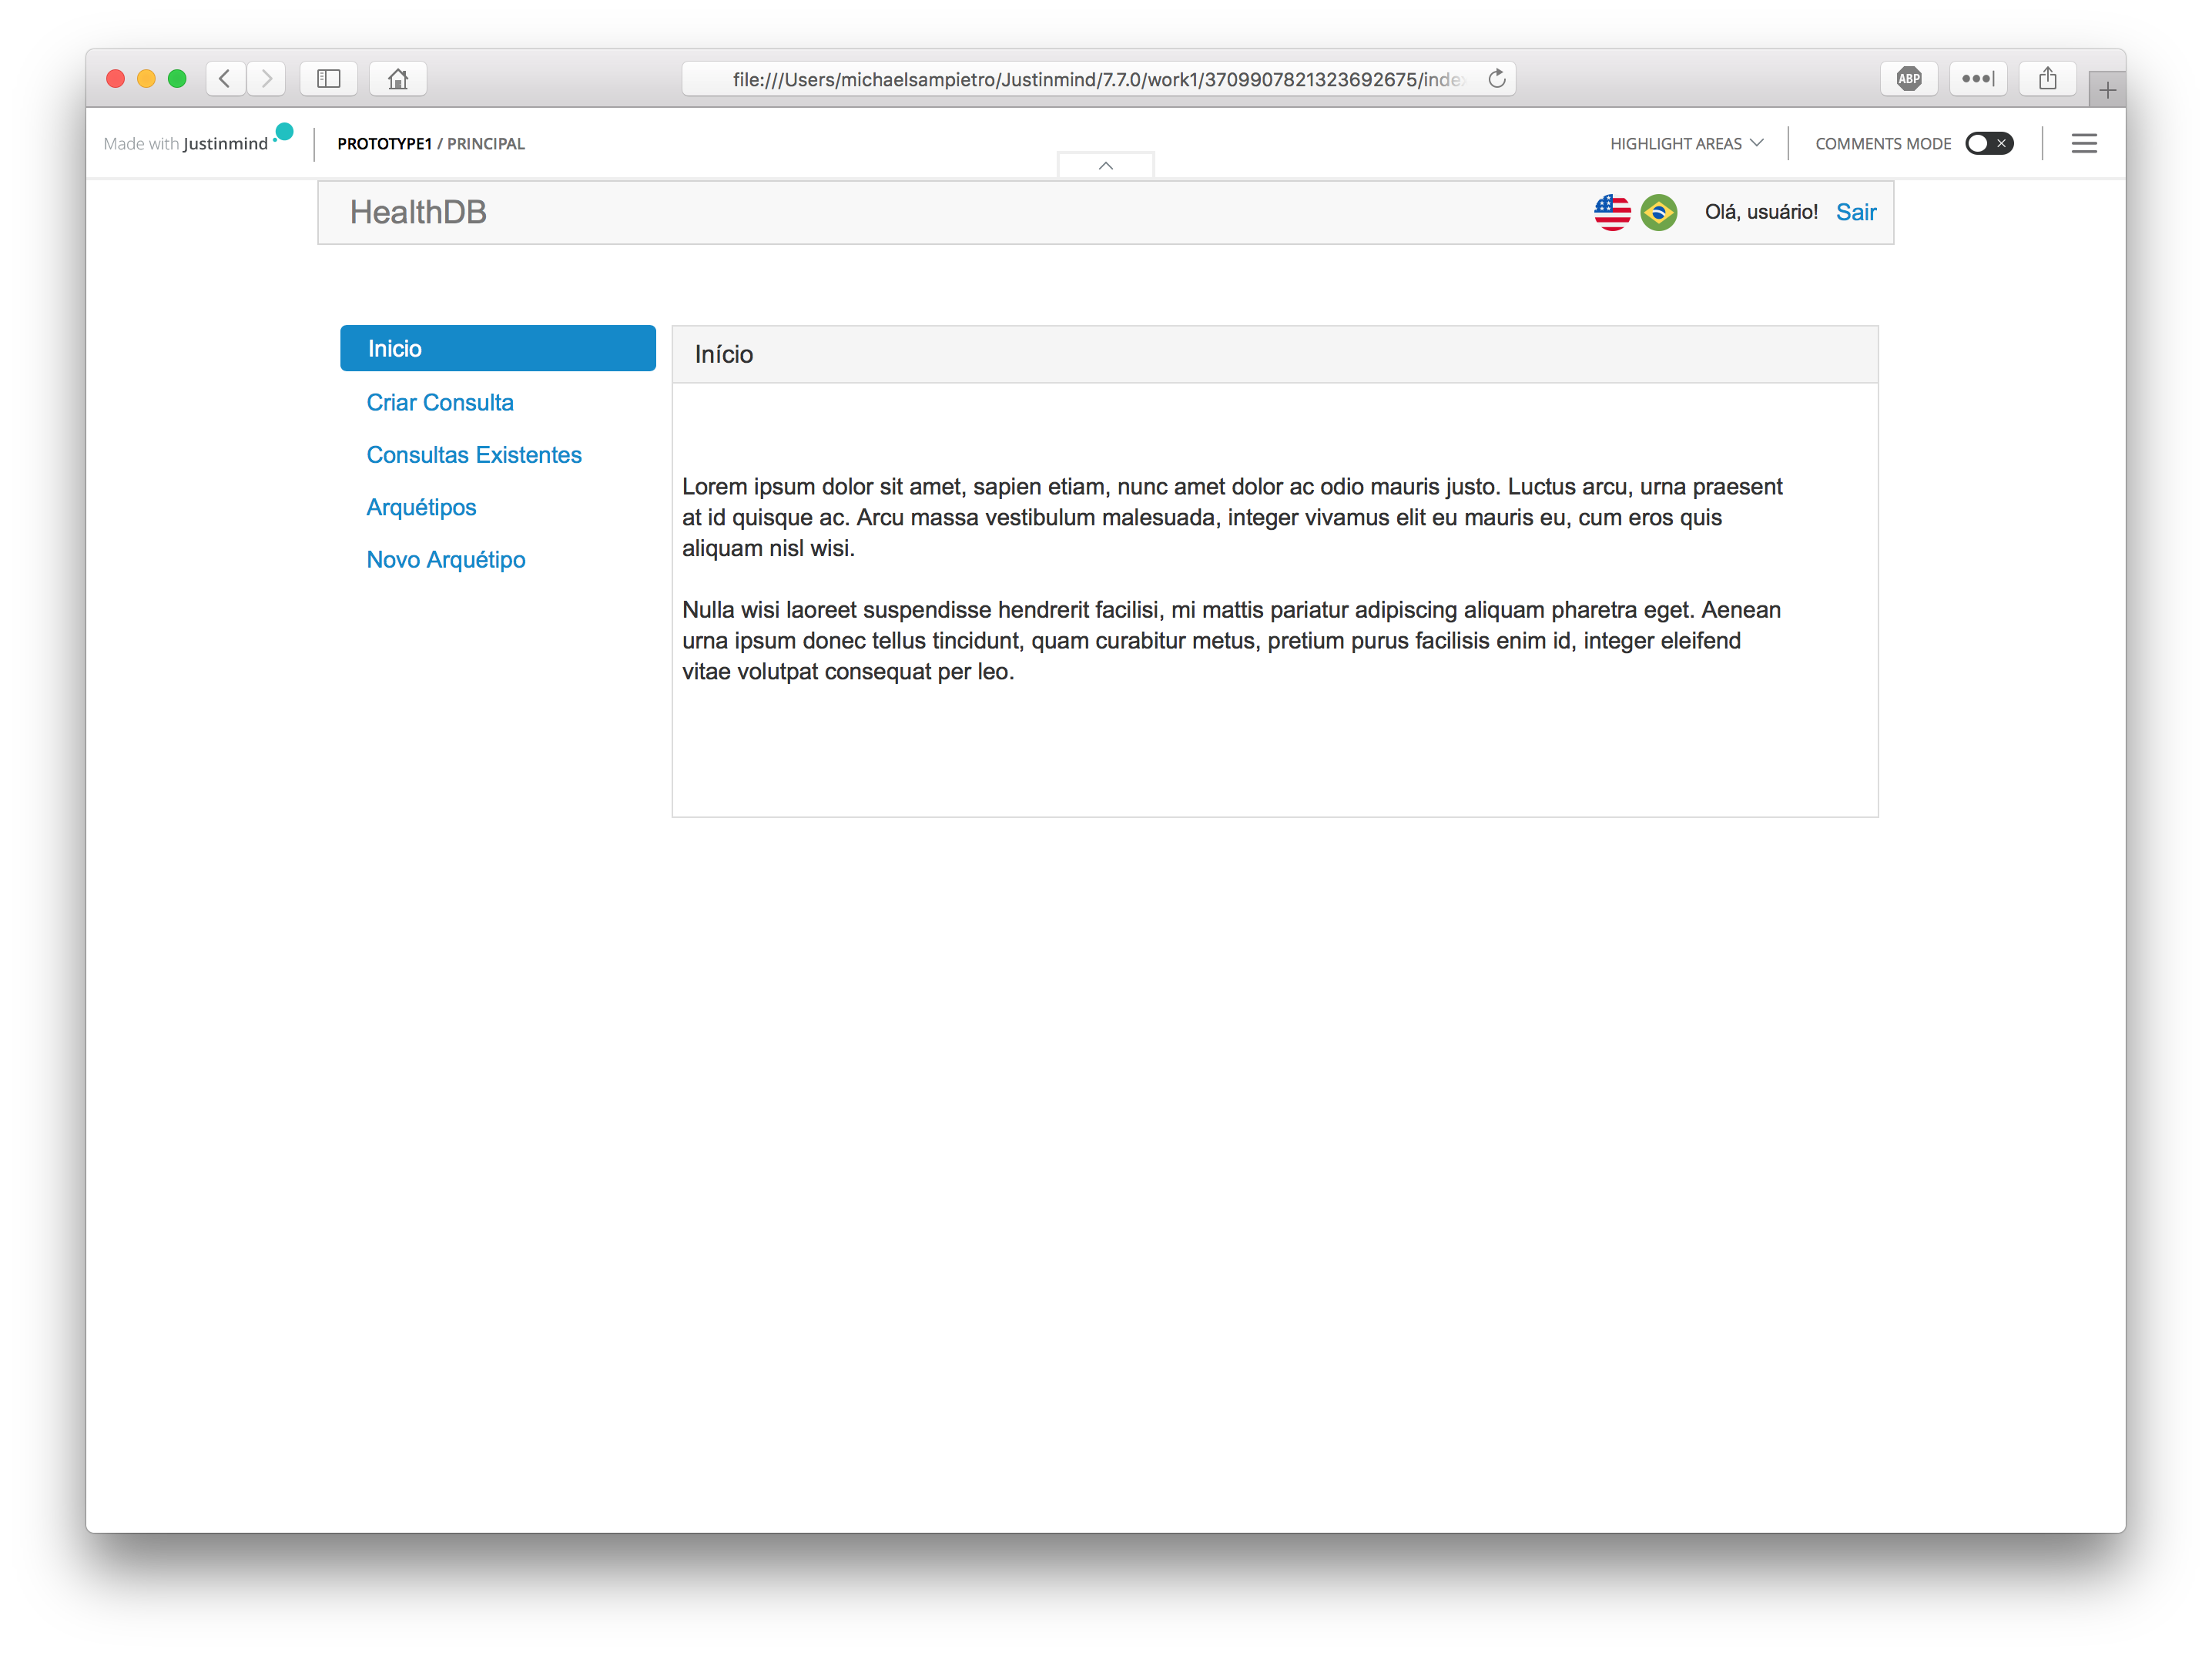 file:///Users/michaelsampietro/Justinmind/7.7.0/work1/3709907821323692675/index
ABP
Made with Justinmind
PROTOTYPE1 / PRINCIPAL
HIGHLIGHT AREAS
COMMENTS MODE
HealthDB
Olá, usuário!
Sair
Inicio
Criar Consulta
Consultas Existentes
Arquétipos
Novo Arquétipo
Início
Lorem ipsum dolor sit amet, sapien etiam, nunc amet dolor ac odio mauris justo. Luctus arcu, urna praesent
at id quisque ac. Arcu massa vestibulum malesuada, integer vivamus elit eu mauris eu, cum eros quis
aliquam nisl wisi.
Nulla wisi laoreet suspendisse hendrerit facilisi, mi mattis pariatur adipiscing aliquam pharetra eget. Aenean
urna ipsum donec tellus tincidunt, quam curabitur metus, pretium purus facilisis enim id, integer eleifend
vitae volutpat consequat per leo.